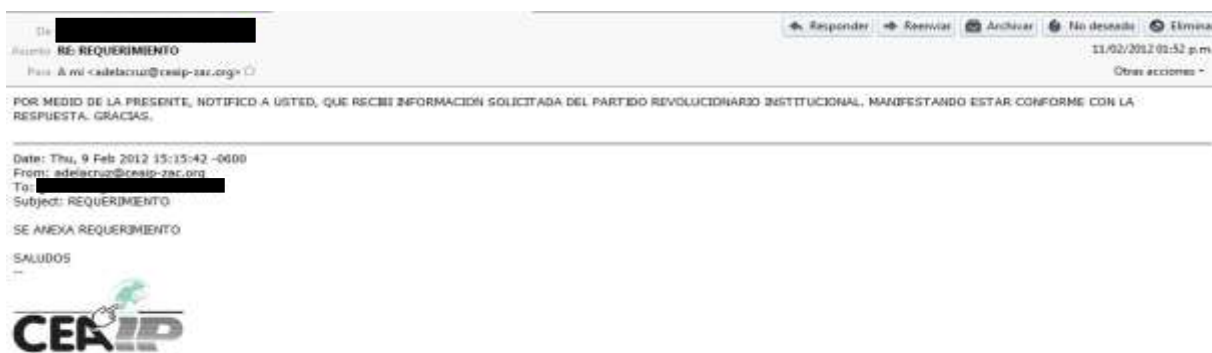 De
Responder Reenviar Archivar No deseado Elimina
Asunto RE: REQUERIMIENTO
11/02/2012 01:52 p.m
Para A mí <adelacruz@ceaip-zac.org>
Otras acciones
POR MEDIO DE LA PRESENTE, NOTIFICO A USTED, QUE RECIBI INFORMACION SOLICITADA DEL PARTIDO REVOLUCIONARIO INSTITUCIONAL. MANIFESTANDO ESTAR CONFORME CON LA
RESPUESTA. GRACIAS.
Date: Thu, 9 Feb 2012 15:15:42 -0600
From: adelacruz@ceaip-zac.org
To:
Subject: REQUERIMIENTO
SE ANEXA REQUERIMIENTO
SALUDOS
--
CEAIP